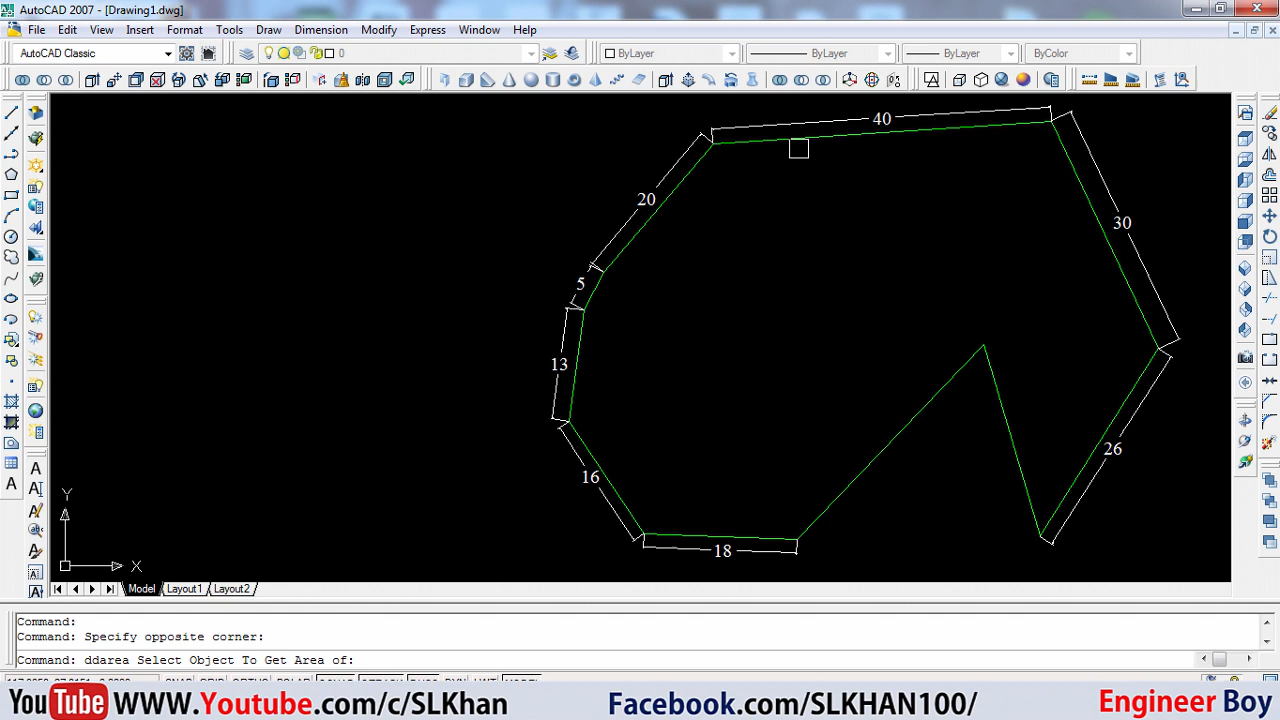 AutoCAD 2007 - [Drawing1.dwg]
File Edit View Insert Format Tools Draw Dimension Modify Express Window Help
AutoCAD Classic 0 ByLayer ByLayer ByLayer ByColor
40
20
30
5
13
26
16
18
Y
X
A
A
A
Model Layout1 Layout2
Command:
Command: Specify opposite corner:
Command: ddarea Select Object To Get Area of:
YouTube WWW.Youtube.com/c/SLKhan Facebook.com/SLKHAN100/ Engineer Boy